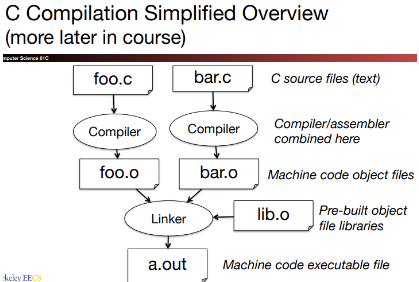 C Compilation Simplified Overview
(more later in course)
mputer Science 61C
foo.c bar.c C source files (text)
Compiler Compiler Compiler/assembler
combined here
foo.o bar.o Machine code object files
Linker lib.o Pre-built object
file libraries
a.out Machine code executable file
keley EECS